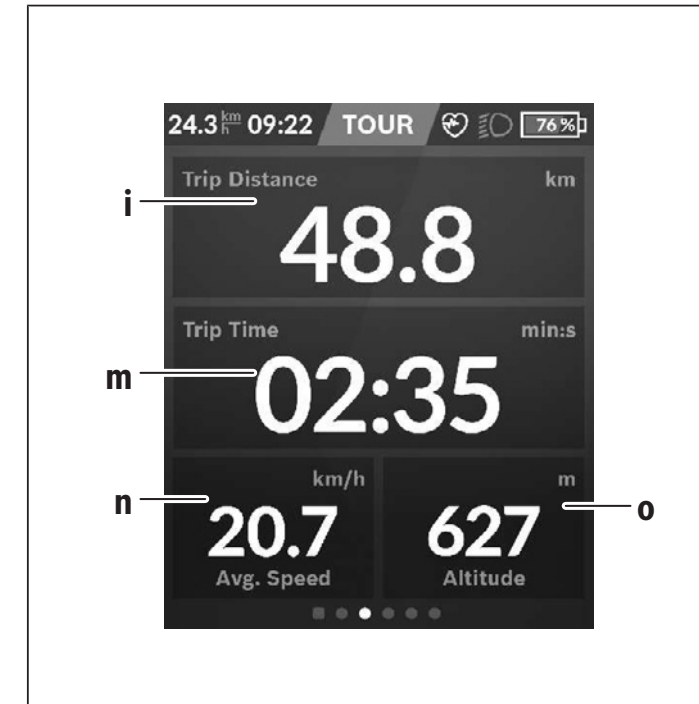 24.3 km/h 09:22 TOUR 76 %
Trip Distance km
i
48.8
Trip Time min:s
m
02:35
km/h m
n
o
20.7 627
Avg. Speed Altitude